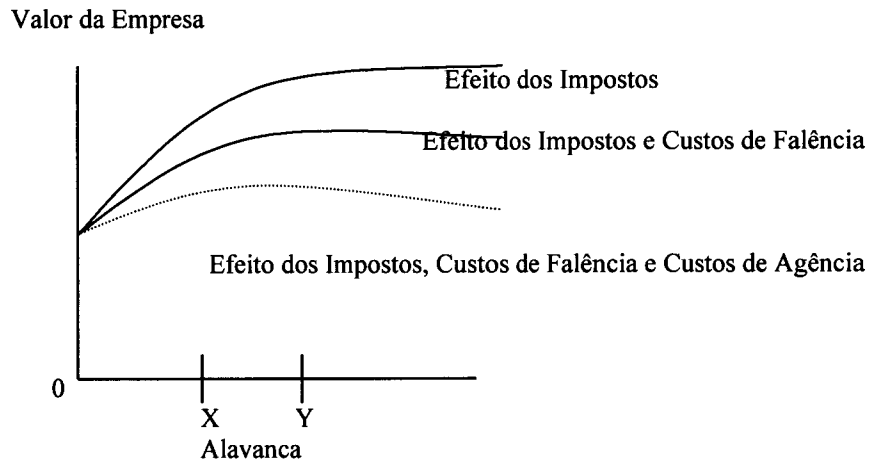 Valor da Empresa
Efeito dos Impostos
Efeito dos Impostos e Custos de Falência
Efeito dos Impostos, Custos de Falência e Custos de Agência
0
X Y
Alavanca